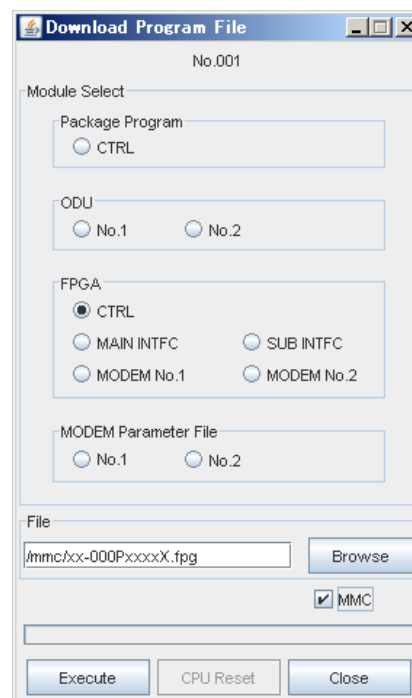 Download Program File
No.001
Module Select
Package Program
CTRL
ODU
No.1 No.2
FPGA
CTRL
MAIN INTFC SUB INTFC
MODEM No.1 MODEM No.2
MODEM Parameter File
No.1 No.2
File
/mmc/xx-000PxxxxX.fpg Browse
MMC
Execute CPU Reset Close